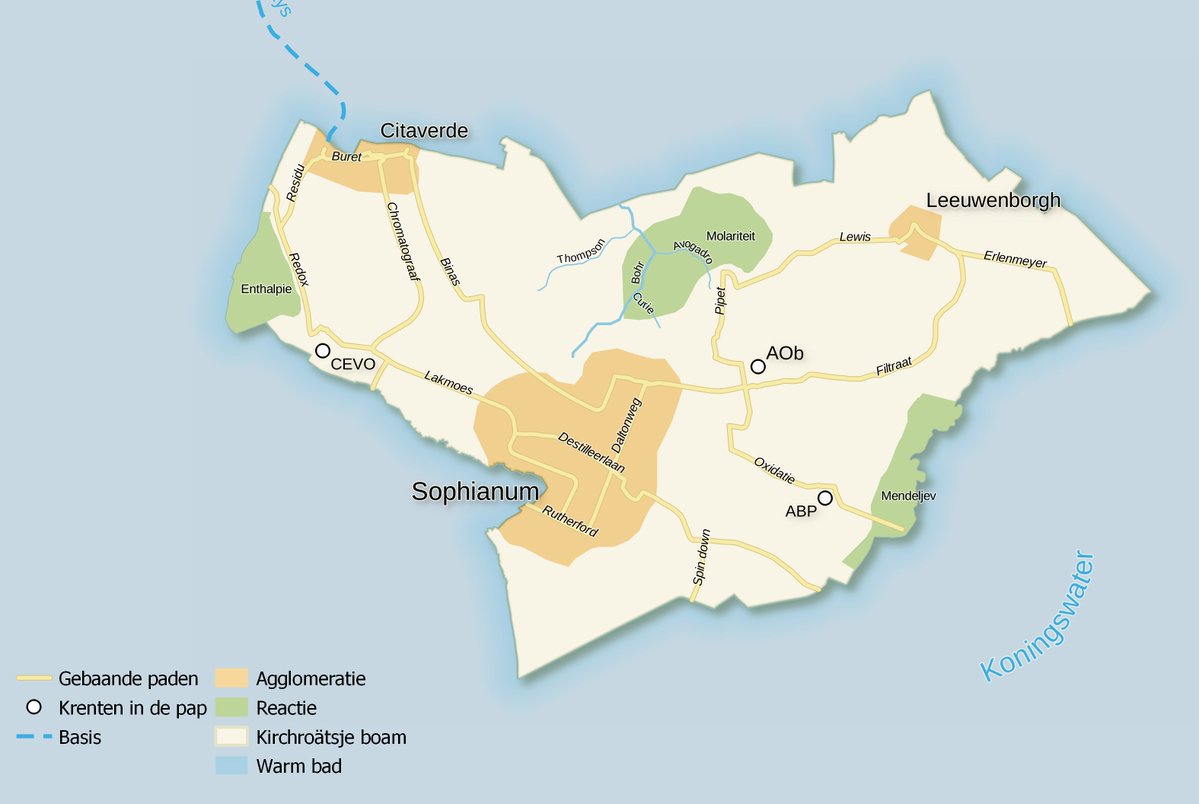 ys
Citaverde
Buret
Residu
Leeuwenborgh
Chromatograaf
Molariteit
Avogadro
Lewis
Thompson
Erlenmeyer
Redox
Binas
Bohr
Enthalpie
Curie
Pipet
CEVO
AOb
Filtraat
Lakmoes
Daltonweg
Destilleerlaan
Oxidatie
Sophianum
Mendeljev
ABP
Rutherford
Spin down
Koningswater
Gebaande paden
Krenten in de pap
Basis
Agglomeratie
Reactie
Kirchroätsje boam
Warm bad